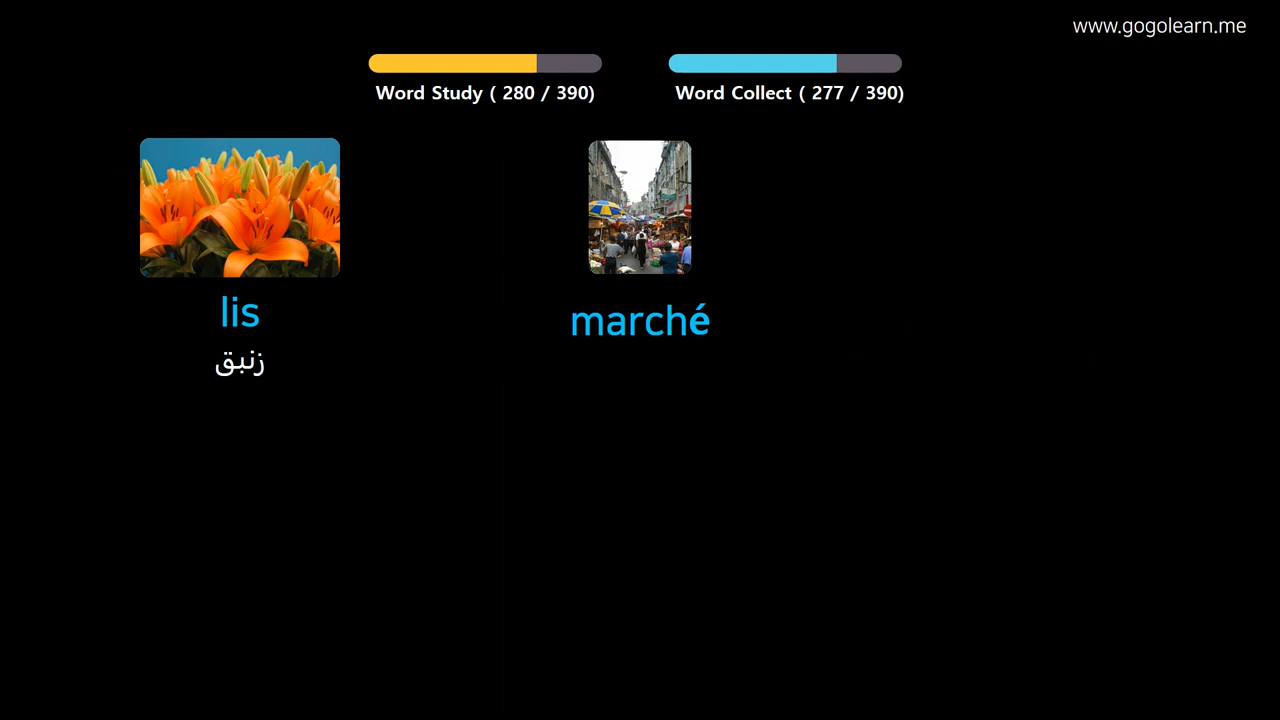 www.gogolearn.me
Word Study ( 280 / 390)
Word Collect ( 277 / 390)
lis
زنبق
marché